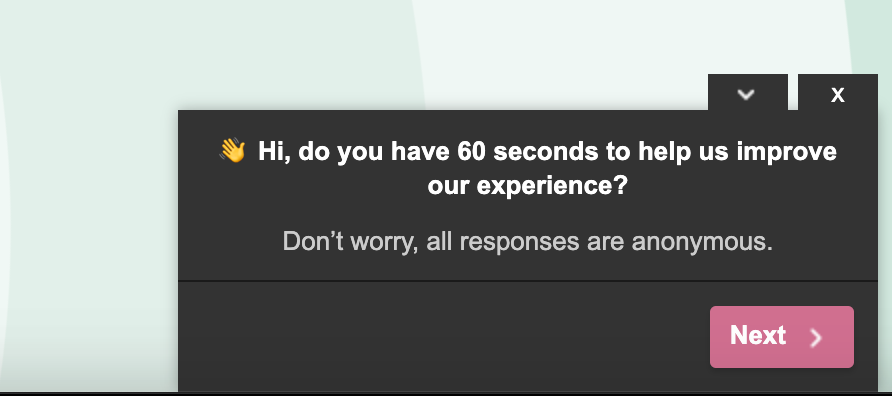 X
👋 Hi, do you have 60 seconds to help us improve
our experience?
Don’t worry, all responses are anonymous.
Next